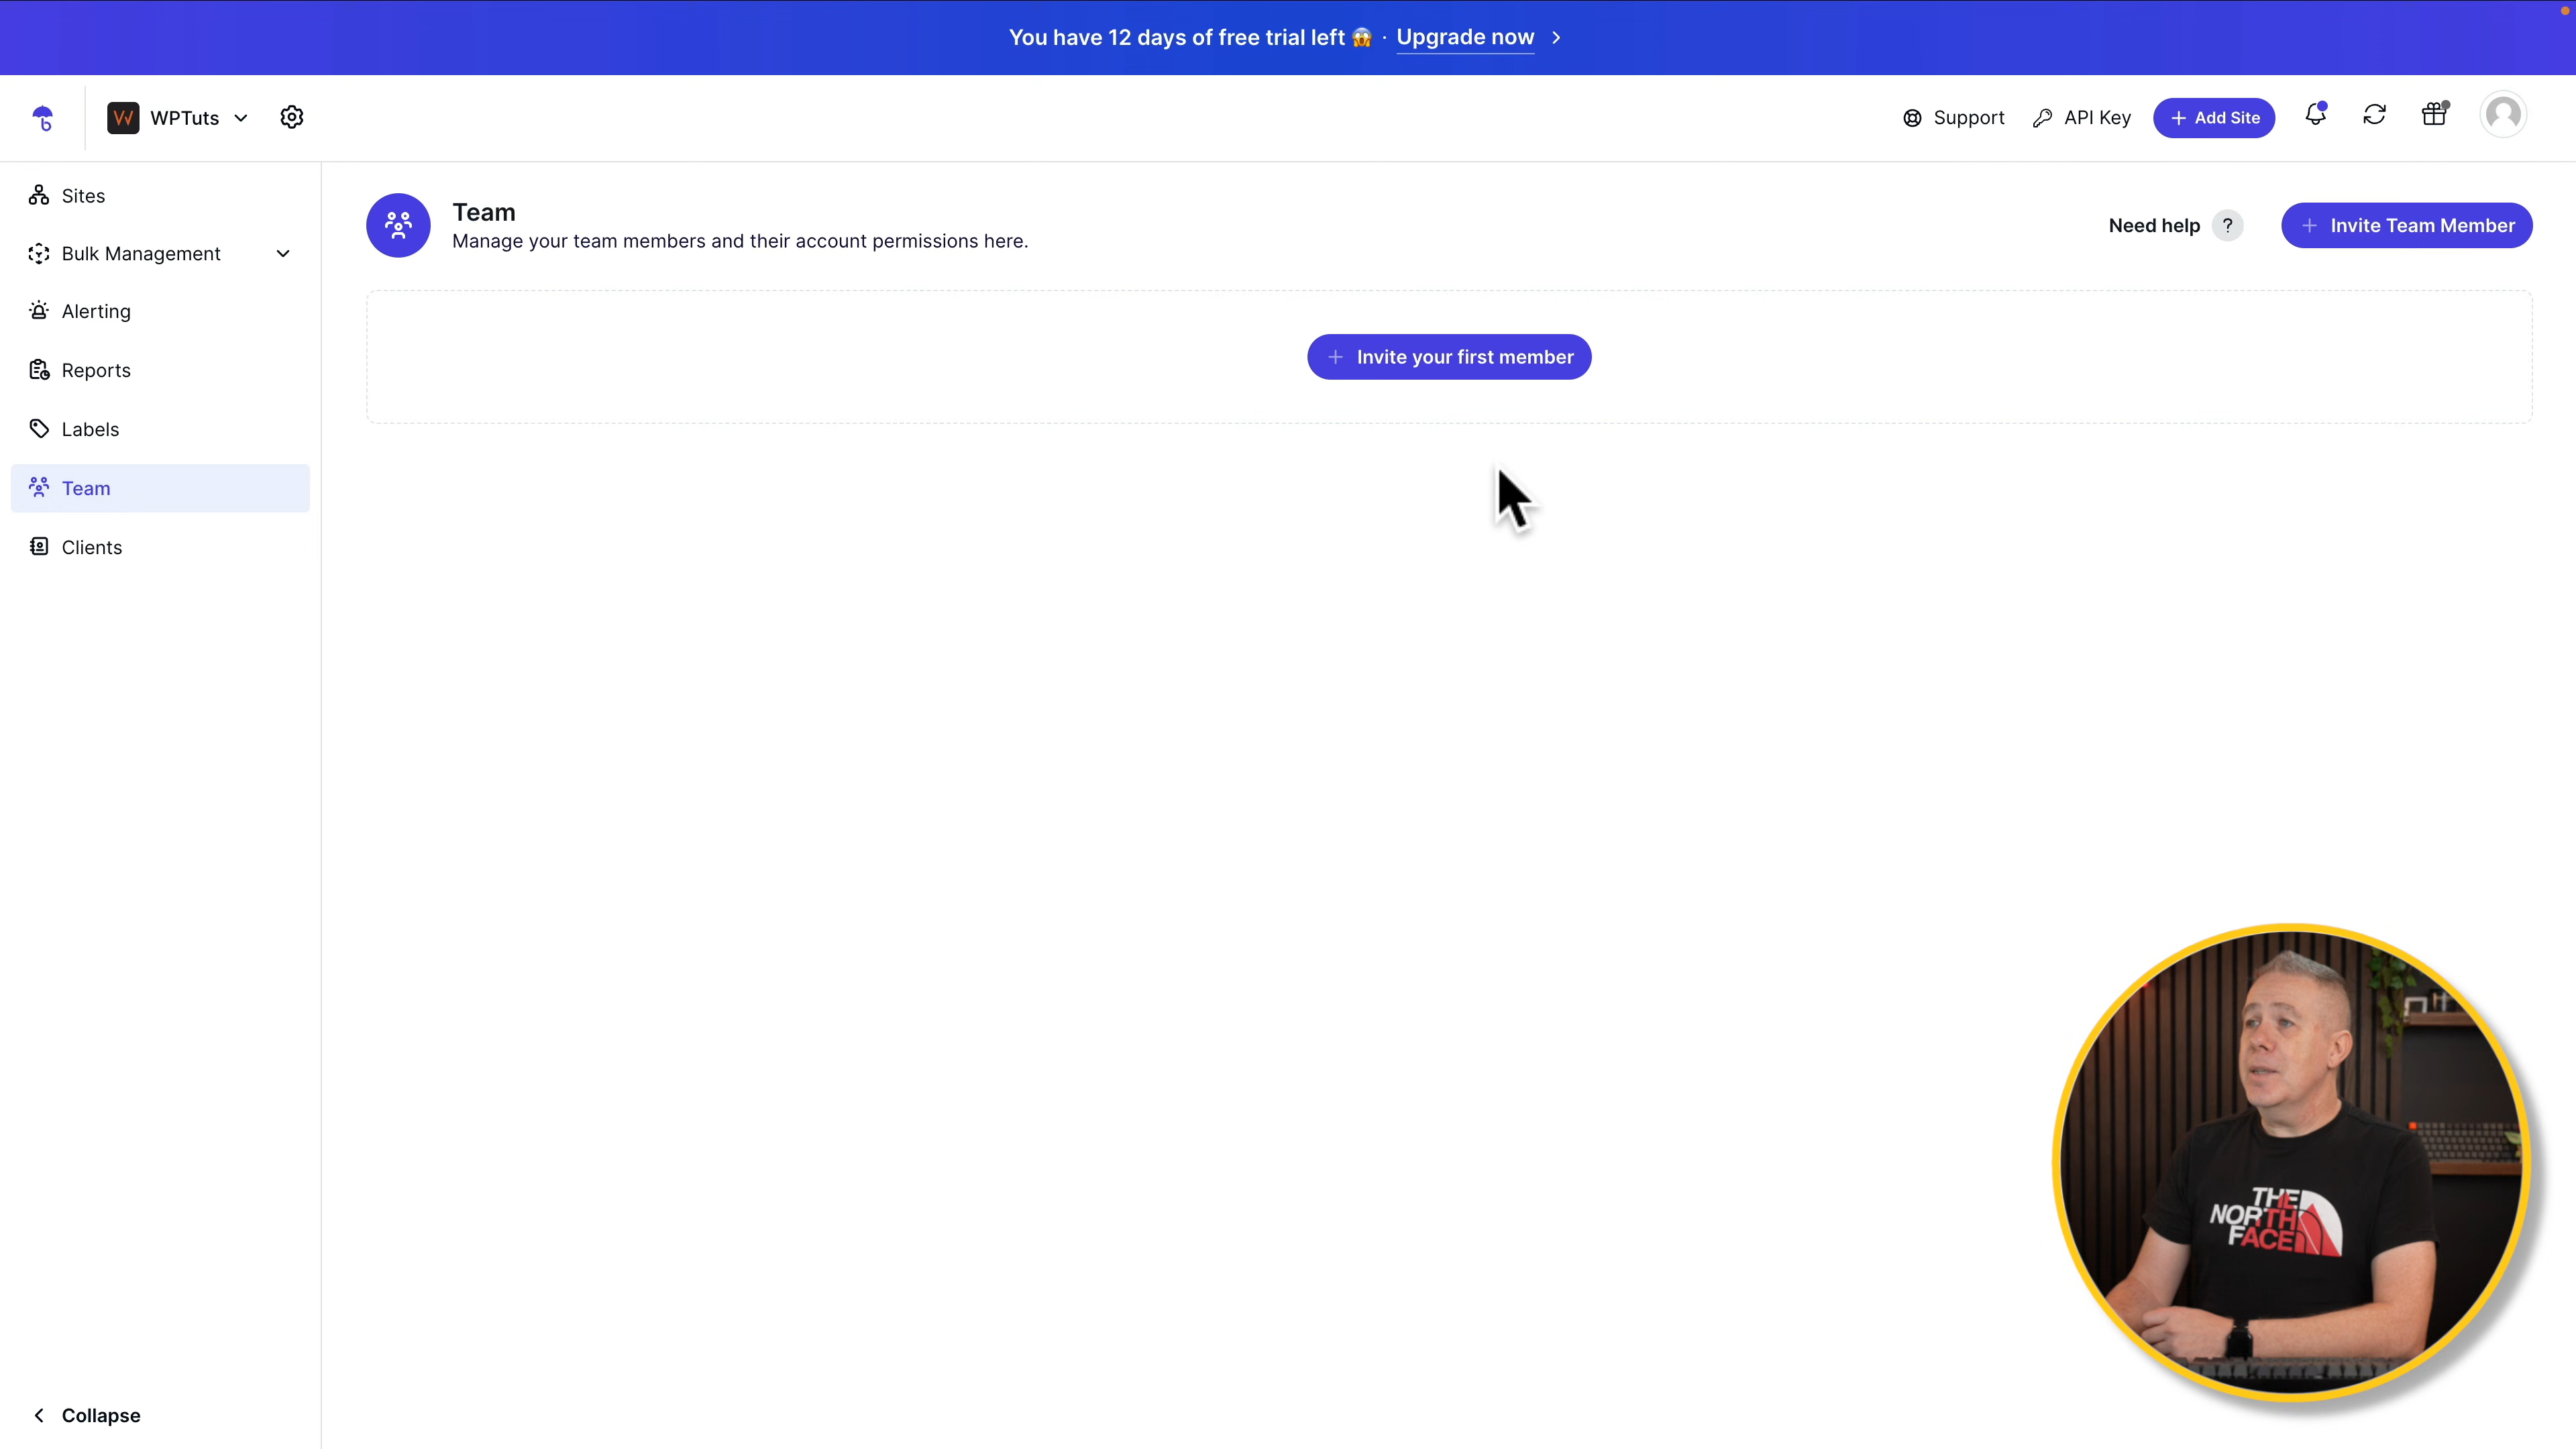 You have 12 days of free trial left 😱 · Upgrade now
WPTuts
Support
API Key
+ Add Site
Sites
Bulk Management
Alerting
Reports
Labels
Team
Clients
Collapse
Team
Manage your team members and their account permissions here.
Need help ?
+ Invite Team Member
+ Invite your first member
THE
NORTH
FACE